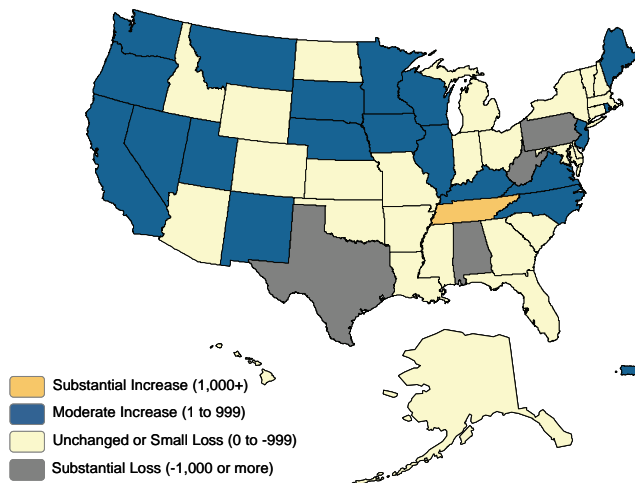 Substantial Increase (1,000+)
Moderate Increase (1 to 999)
Unchanged or Small Loss (0 to -999)
Substantial Loss (-1,000 or more)